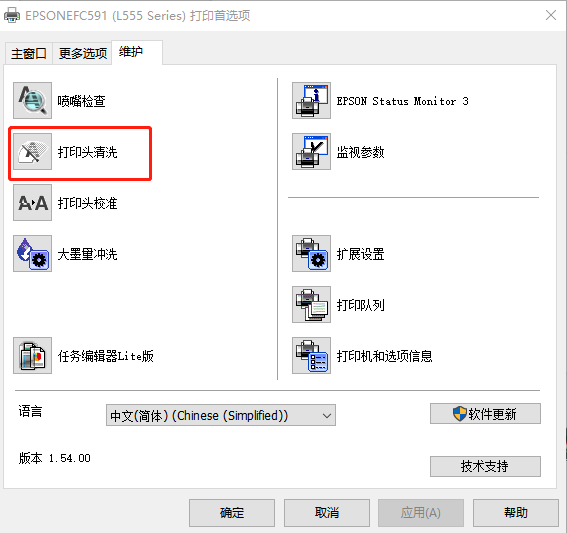 EPSONEFC591 (L555 Series) 打印首选项
主窗口 更多选项 维护
喷嘴检查
打印头清洗
打印头校准
大墨量冲洗
任务编辑器Lite版
EPSON Status Monitor 3
监视参数
扩展设置
打印队列
打印机和选项信息
语言 中文(简体) (Chinese (Simplified)) 软件更新
版本 1.54.00
技术支持
确定 取消 应用(A) 帮助